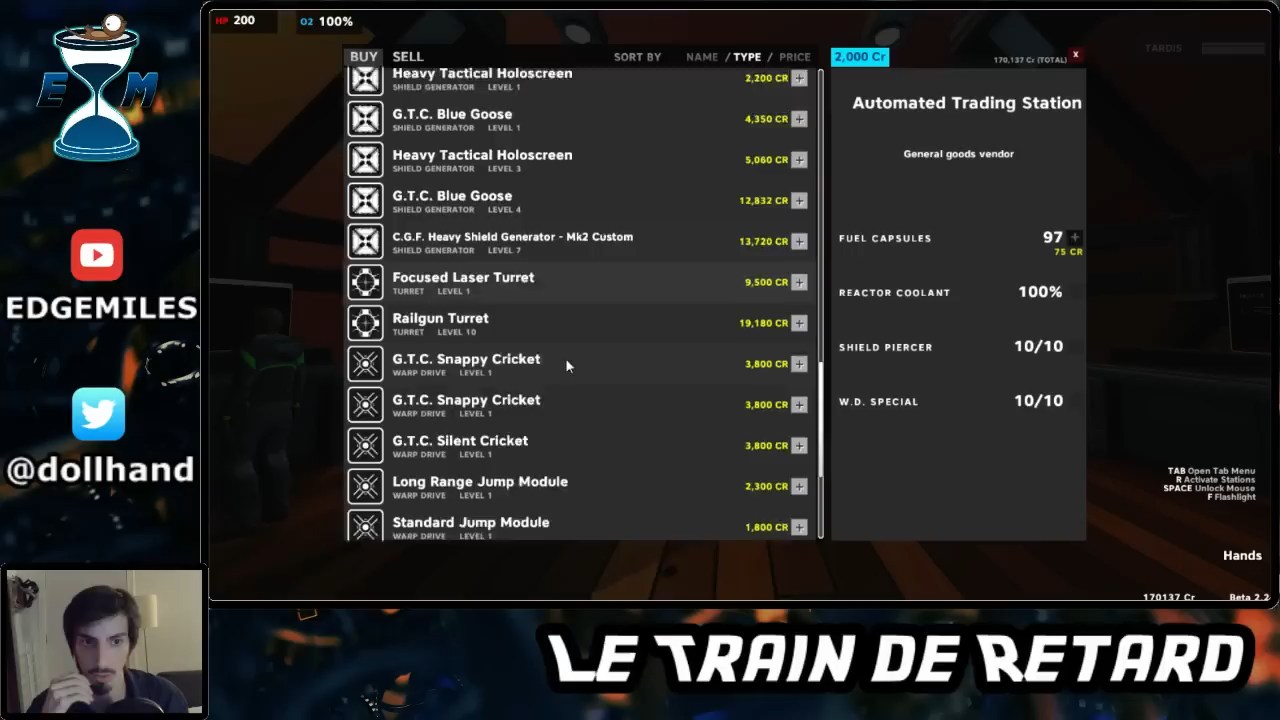 HP 200
O2 100%
BUY SELL
SORT BY NAME / TYPE / PRICE
2,000 Cr
170,137 Cr (TOTAL)
x
TARDIS
Heavy Tactical Holoscreen
SHIELD GENERATOR LEVEL 1
2,200 CR +
G.T.C. Blue Goose
SHIELD GENERATOR LEVEL 1
4,350 CR +
Heavy Tactical Holoscreen
SHIELD GENERATOR LEVEL 3
5,060 CR +
G.T.C. Blue Goose
SHIELD GENERATOR LEVEL 4
12,832 CR +
C.G.F. Heavy Shield Generator - Mk2 Custom
SHIELD GENERATOR LEVEL 7
13,720 CR +
Focused Laser Turret
TURRET LEVEL 1
9,500 CR +
Railgun Turret
TURRET LEVEL 10
19,180 CR +
G.T.C. Snappy Cricket
WARP DRIVE LEVEL 1
3,800 CR +
G.T.C. Snappy Cricket
WARP DRIVE LEVEL 1
3,800 CR +
G.T.C. Silent Cricket
WARP DRIVE LEVEL 1
3,800 CR +
Long Range Jump Module
WARP DRIVE LEVEL 1
2,300 CR +
Standard Jump Module
WARP DRIVE LEVEL 1
1,800 CR +
Automated Trading Station
General goods vendor
FUEL CAPSULES 97 +
75 CR
REACTOR COOLANT 100%
SHIELD PIERCER 10/10
W.D. SPECIAL 10/10
TAB Open Tab Menu
R Activate Stations
SPACE Unlock Mouse
F Flashlight
Hands
170137 Cr Beta 2.2
E M
EDGEMILES
@dollhand
LE TRAIN DE RETARD